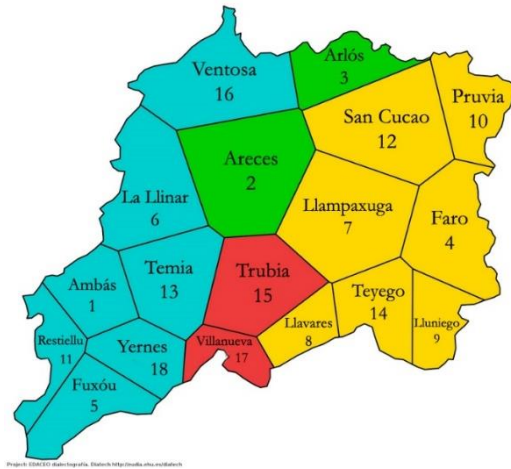 Arlós
3
Ventosa
16
Pruvia
10
San Cucao
12
Areces
2
La Llinar
6
Llampaxuga
7
Faro
4
Temia
13
Trubia
15
Ambás
1
Teyego
14
Llavares
8
Lluniego
9
Restiellu
11
Yernes
18
Villanueva
17
Fuxóu
5